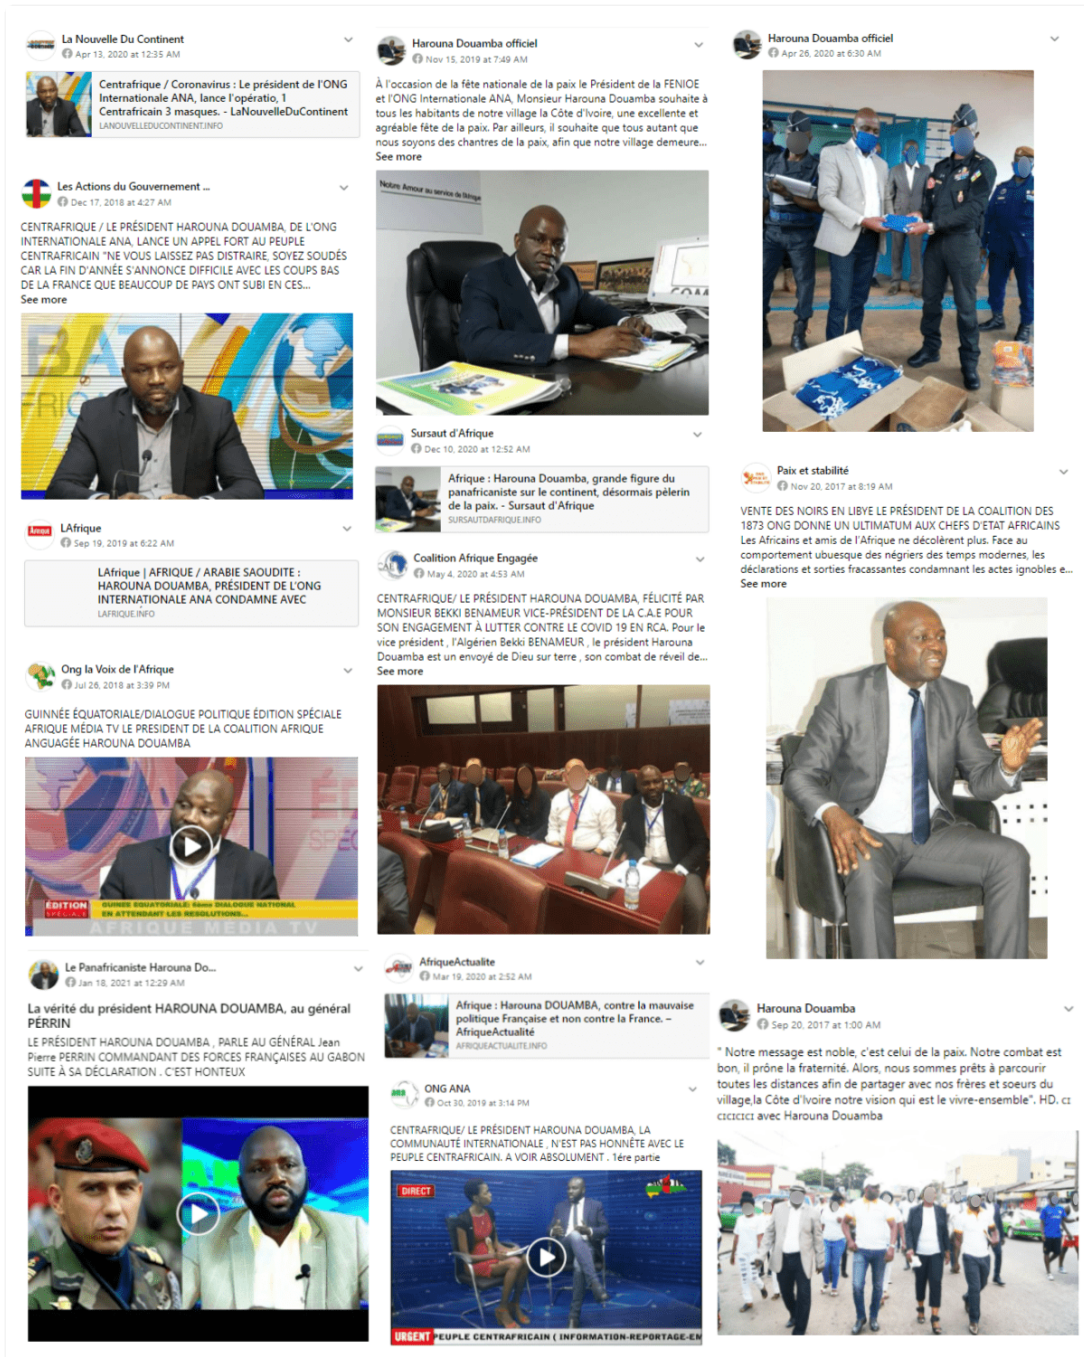 La Nouvelle Du Continent
Apr 13, 2020 at 12:35 AM
Centrafrique / Coronavirus : Le président de l'ONG
Internationale ANA, lance l'opératio, 1
Centrafricain 3 masques. - LaNouvelleDuContinent
LANOUVELLEDUCONTINENT.INFO
Les Actions du Gouvernement ...
Dec 17, 2018 at 4:27 AM
CENTRAFRIQUE / LE PRÉSIDENT HAROUNA DOUAMBA, DE L'ONG
INTERNATIONALE ANA, LANCE UN APPEL FORT AU PEUPLE
CENTRAFRICAIN "NE VOUS LAISSEZ PAS DISTRAIRE, SOYEZ SOUDÉS
CAR LA FIN D'ANNÉE S'ANNONCE DIFFICILE AVEC LES COUPS BAS
DE LA FRANCE QUE BEAUCOUP DE PAYS ONT SUBI EN CES...
See more
LAfrique
Sep 19, 2019 at 6:22 AM
LAfrique | AFRIQUE / ARABIE SAOUDITE :
HAROUNA DOUAMBA, PRÉSIDENT DE L'ONG
INTERNATIONALE ANA CONDAMNE AVEC
LAFRIQUE.INFO
Ong la Voix de l'Afrique
Jul 26, 2018 at 3:39 PM
GUINNÉE ÉQUATORIALE/DIALOGUE POLITIQUE ÉDITION SPÉCIALE
AFRIQUE MÉDIA TV LE PRESIDENT DE LA COALITION AFRIQUE
ANGUAGÉE HAROUNA DOUAMBA
ÉDITION
SPÉCIALE
GUINEE EQUATORIALE: 6ème DIALOGUE NATIONAL
EN ATTENDANT LES RESOLUTIONS...
AFRIQUE MEDIA TV
Le Panafricaniste Harouna Do...
Jan 18, 2021 at 12:29 AM
La vérité du président HAROUNA DOUAMBA, au général
PÉRRIN
LE PRÉSIDENT HAROUNA DOUAMBA , PARLE AU GÉNÉRAL Jean
Pierre PERRIN COMMANDANT DES FORCES FRANÇAISES AU GABON
SUITE À SA DÉCLARATION . C'EST HONTEUX
Harouna Douamba officiel
Nov 15, 2019 at 7:49 AM
À l'occasion de la fête nationale de la paix le Président de la FENIOE
et l'ONG Internationale ANA, Monsieur Harouna Douamba souhaite à
tous les habitants de notre village la Côte d'Ivoire, une excellente et
agréable fête de la paix. Par ailleurs, il souhaite que tous autant que
nous soyons des chantres de la paix, afin que notre village demeure...
See more
Notre Amour au service de l'Afrique
Sursaut d'Afrique
Dec 10, 2020 at 12:52 AM
Afrique : Harouna Douamba, grande figure du
panafricaniste sur le continent, désormais pèlerin
de la paix. - Sursaut d'Afrique
SURSAUTDAFRIQUE.INFO
Coalition Afrique Engagée
May 4, 2020 at 4:53 AM
CENTRAFRIQUE/ LE PRÉSIDENT HAROUNA DOUAMBA, FÉLICITÉ PAR
MONSIEUR BEKKI BENAMEUR VICE-PRÉSIDENT DE LA C.A.E POUR
SON ENGAGEMENT À LUTTER CONTRE LE COVID 19 EN RCA. Pour le
vice président , l'Algérien Bekki BENAMEUR , le président Harouna
Douamba est un envoyé de Dieu sur terre , son combat de réveil de...
See more
AfriqueActualite
Mar 19, 2020 at 2:52 AM
Afrique : Harouna DOUAMBA, contre la mauvaise
politique Française et non contre la France. –
AfriqueActualité
AFRIQUEACTUALITE.INFO
ONG ANA
Oct 30, 2019 at 3:14 PM
CENTRAFRIQUE/ LE PRÉSIDENT HAROUNA DOUAMBA, LA
COMMUNAUTÉ INTERNATIONALE , N'EST PAS HONNÊTE AVEC LE
PEUPLE CENTRAFRICAIN. A VOIR ABSOLUMENT . 1ére partie
DIRECT
URGENT PEUPLE CENTRAFRICAIN ( INFORMATION-REPORTAGE-EM
Harouna Douamba officiel
Apr 26, 2020 at 6:30 AM
Paix et stabilité
Nov 20, 2017 at 8:19 AM
VENTE DES NOIRS EN LIBYE LE PRÉSIDENT DE LA COALITION DES
1873 ONG DONNE UN ULTIMATUM AUX CHEFS D'ETAT AFRICAINS
Les Africains et amis de l'Afrique ne décolèrent plus. Face au
comportement ubuesque des négriers des temps modernes, les
déclarations et sorties fracassantes condamnant les actes ignobles e...
See more
Harouna Douamba
Sep 20, 2017 at 1:00 AM
" Notre message est noble, c'est celui de la paix. Notre combat est
bon, il prône la fraternité. Alors, nous sommes prêts à parcourir
toutes les distances afin de partager avec nos frères et soeurs du
village,la Côte d'Ivoire notre vision qui est le vivre-ensemble". HD. CI
CICICICI avec Harouna Douamba